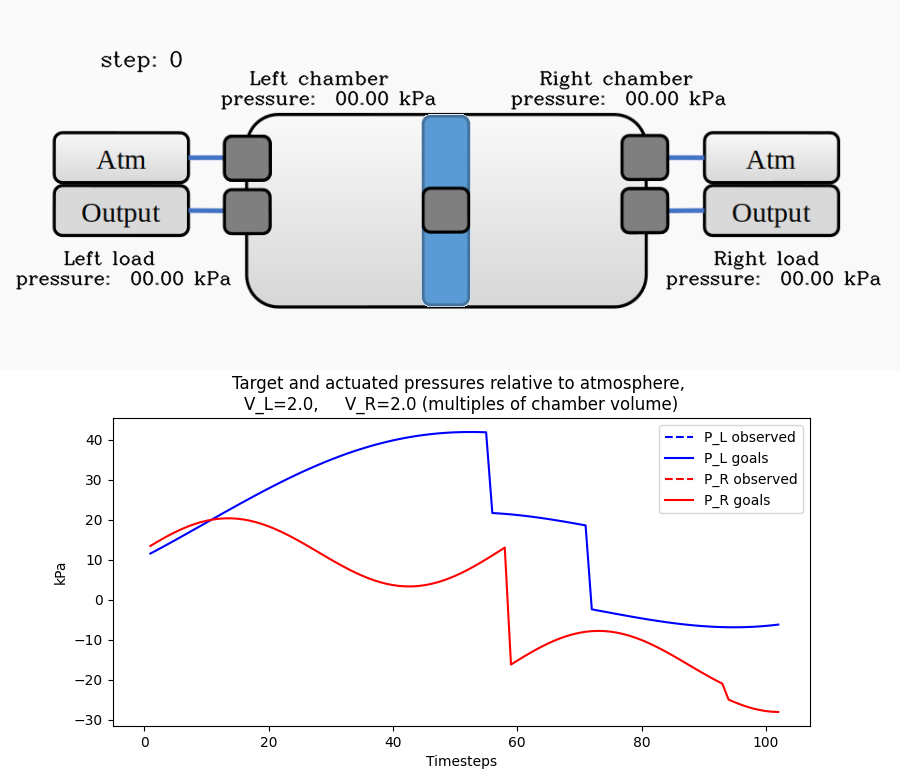 step: 0
Left chamber
pressure: 00.00 kPa
Right chamber
pressure: 00.00 kPa
Atm
Output
Atm
Output
Left load
pressure: 00.00 kPa
Right load
pressure: 00.00 kPa
Target and actuated pressures relative to atmosphere,
V_L=2.0, V_R=2.0 (multiples of chamber volume)
P_L observed
P_L goals
P_R observed
P_R goals
40
30
20
10
0
−10
−20
−30
kPa
0 20 40 60 80 100
Timesteps